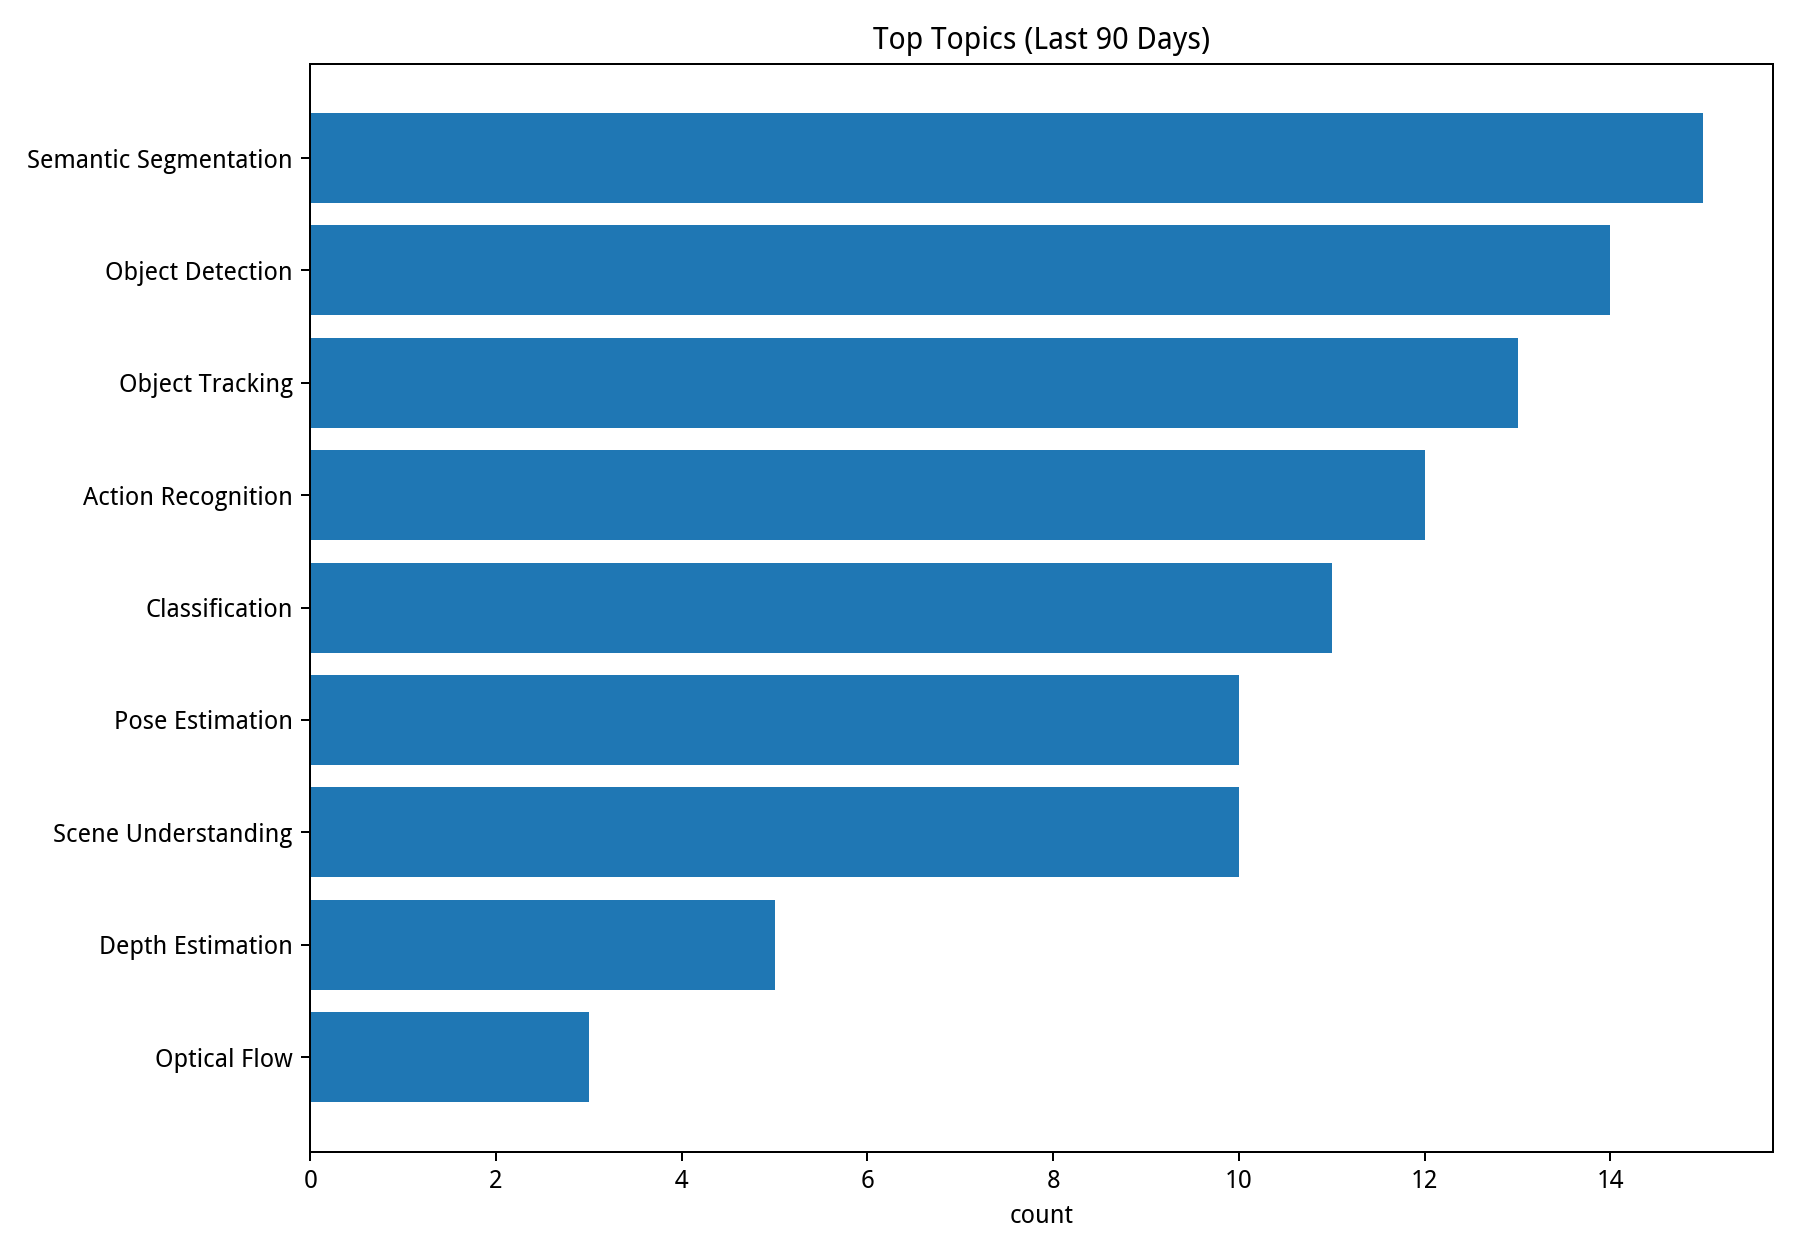 Top Topics (Last 90 Days)
Semantic Segmentation
Object Detection
Object Tracking
Action Recognition
Classification
Pose Estimation
Scene Understanding
Depth Estimation
Optical Flow
0 2 4 6 8 10 12 14
count